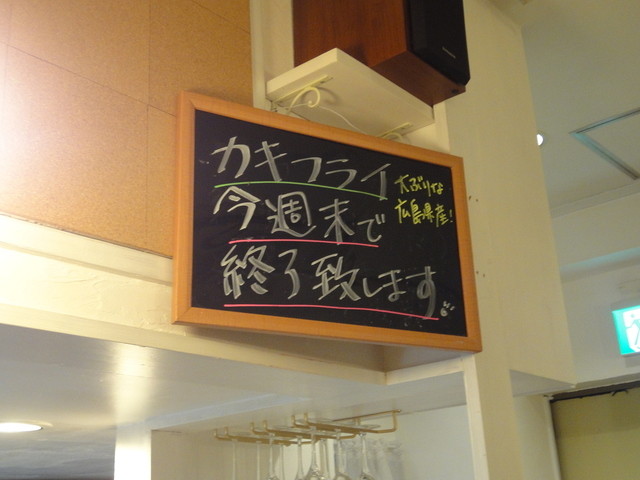 カキフライ
大ぶりな
広島県産!
今週末で
終了致します